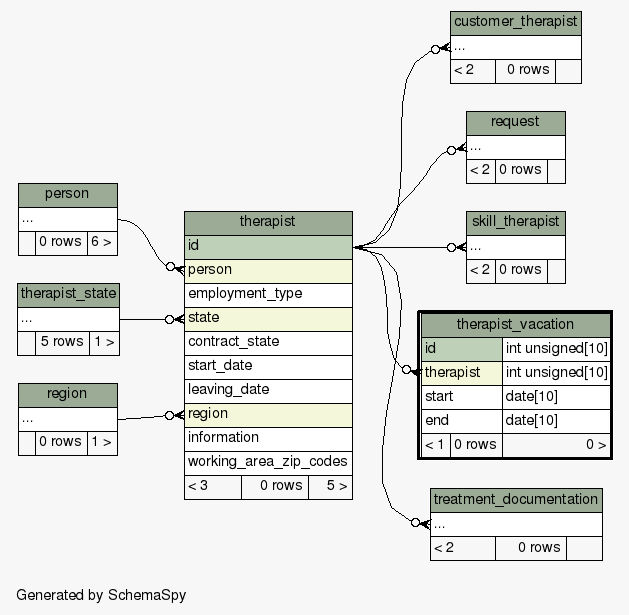 customer_therapist
...
< 2 0 rows
request
...
< 2 0 rows
person
...
0 rows 6 >
therapist
id
person
employment_type
state
contract_state
start_date
leaving_date
region
information
working_area_zip_codes
< 3 0 rows 5 >
skill_therapist
...
< 2 0 rows
therapist_state
...
5 rows 1 >
therapist_vacation
id int unsigned[10]
therapist int unsigned[10]
start date[10]
end date[10]
< 1 0 rows 0 >
region
...
0 rows 1 >
treatment_documentation
...
< 2 0 rows
Generated by SchemaSpy